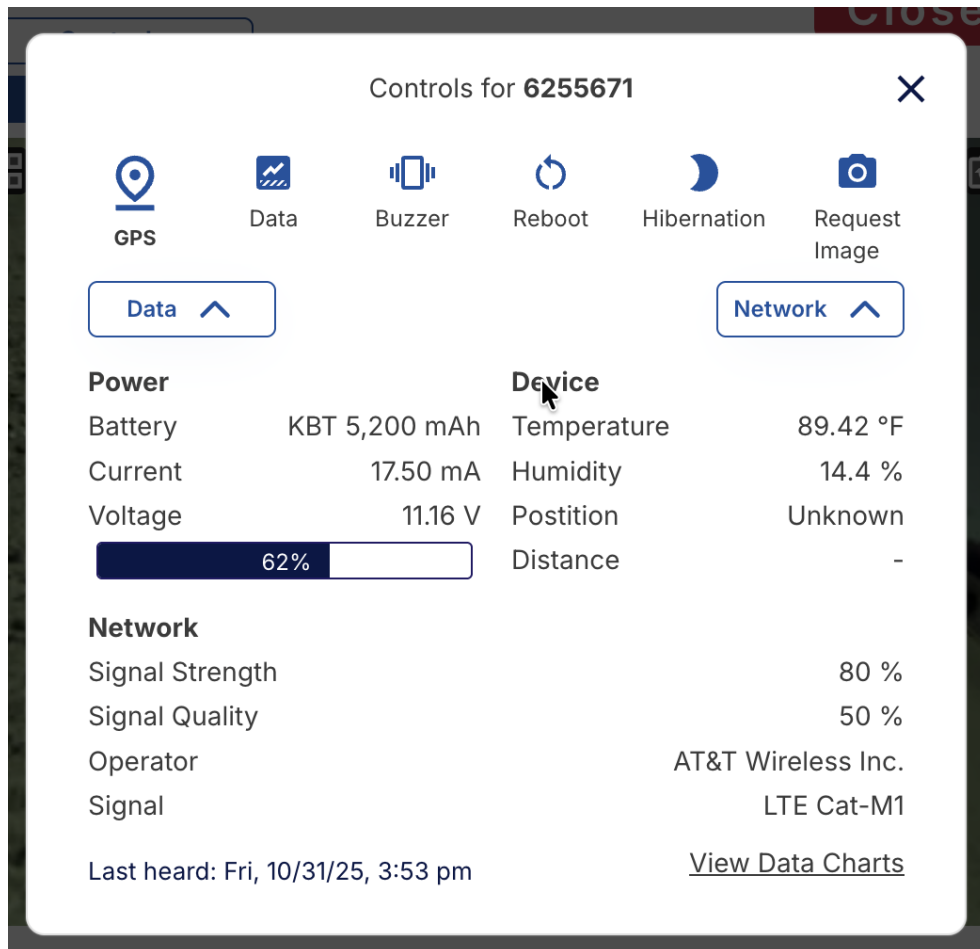 Close
Controls for 6255671
GPS
Data
Buzzer
Reboot
Hibernation
Request
Image
Data
Network
Power
Battery KBT 5,200 mAh
Current 17.50 mA
Voltage 11.16 V
62%
Device
Temperature 89.42 °F
Humidity 14.4 %
Postition Unknown
Distance -
Network
Signal Strength 80 %
Signal Quality 50 %
Operator AT&T Wireless Inc.
Signal LTE Cat-M1
Last heard: Fri, 10/31/25, 3:53 pm
View Data Charts